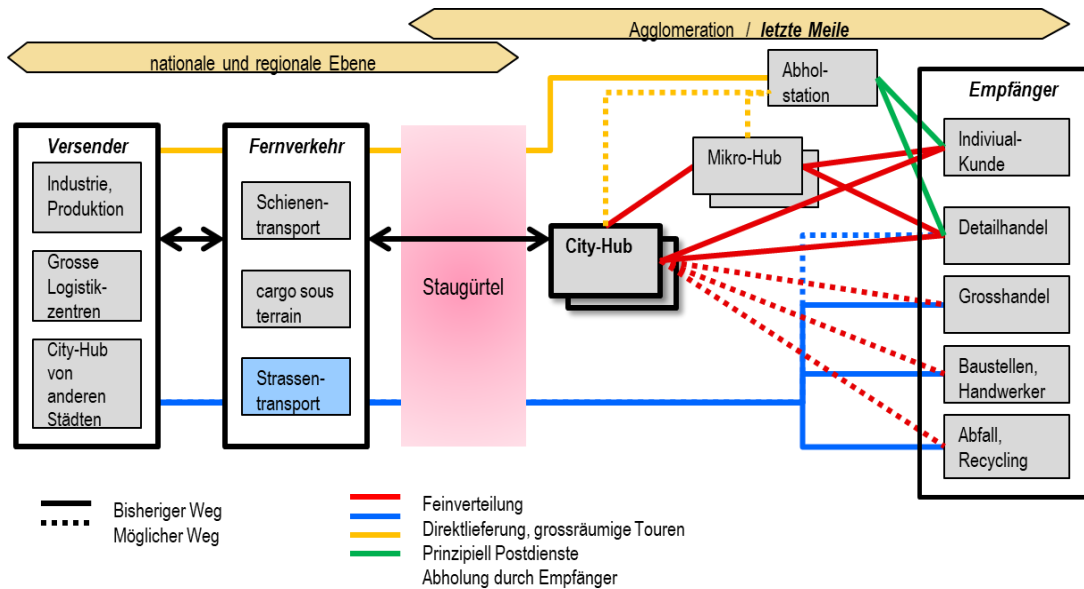 Agglomeration / letzte Meile
nationale und regionale Ebene
Versender
Industrie,
Produktion
Grosse
Logistik-
zentren
City-Hub
von
anderen
Städten
Fernverkehr
Schienen-
transport
cargo sous
terrain
Strassen-
transport
Staugürtel
City-Hub
Mikro-Hub
Abhol-
station
Empfänger
Indiviual-
Kunde
Detailhandel
Grosshandel
Baustellen,
Handwerker
Abfall,
Recycling
Bisheriger Weg
Möglicher Weg
Feinverteilung
Direktlieferung, grossräumige Touren
Prinzipiell Postdienste
Abholung durch Empfänger